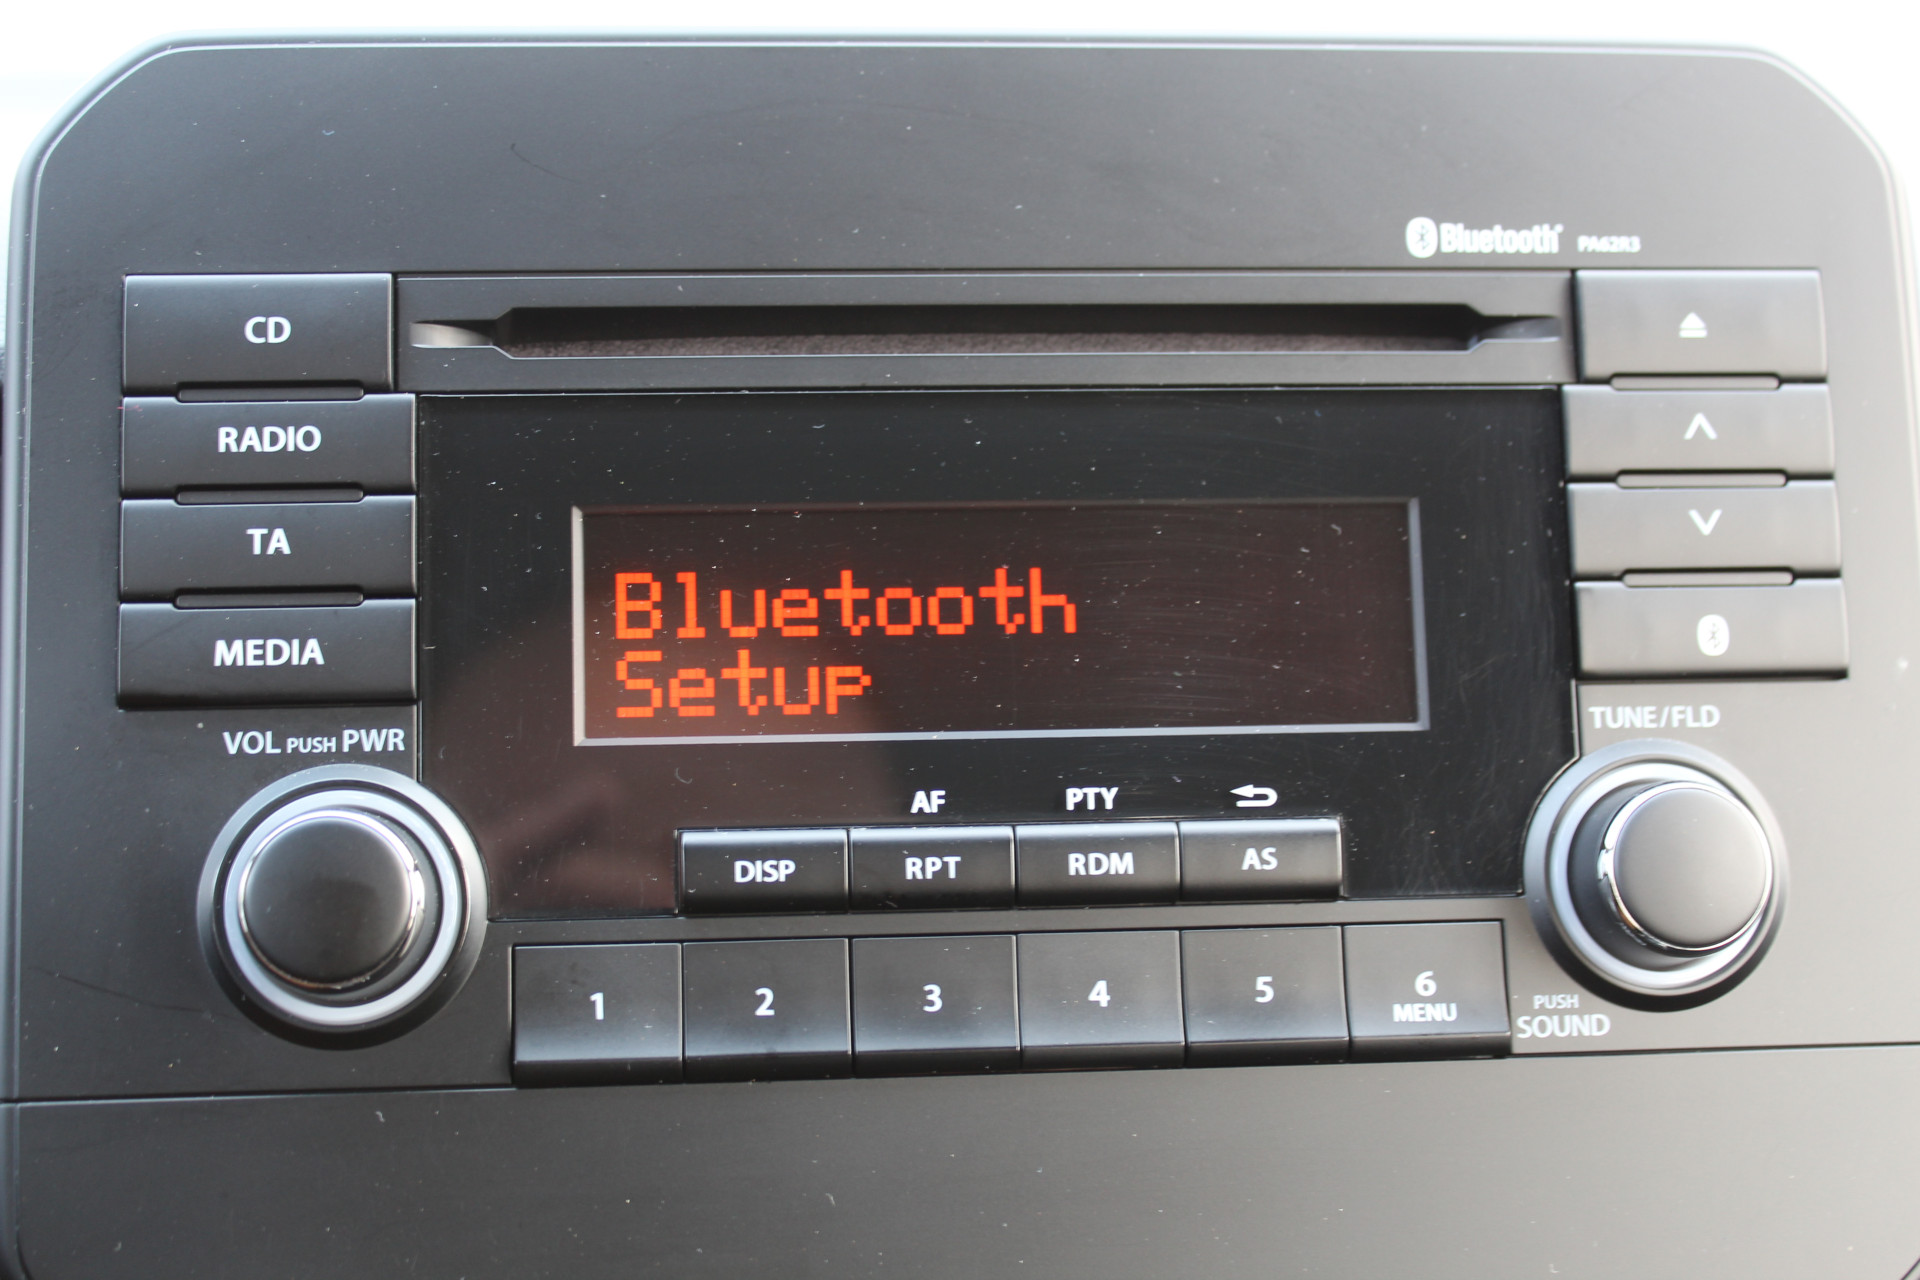 Bluetooth® PA62R3
CD
RADIO
TA
MEDIA
Bluetooth
Setup
VOL PUSH PWR
TUNE/FLD
AF PTY
DISP RPT RDM AS
1 2 3 4 5 6
MENU
PUSH
SOUND